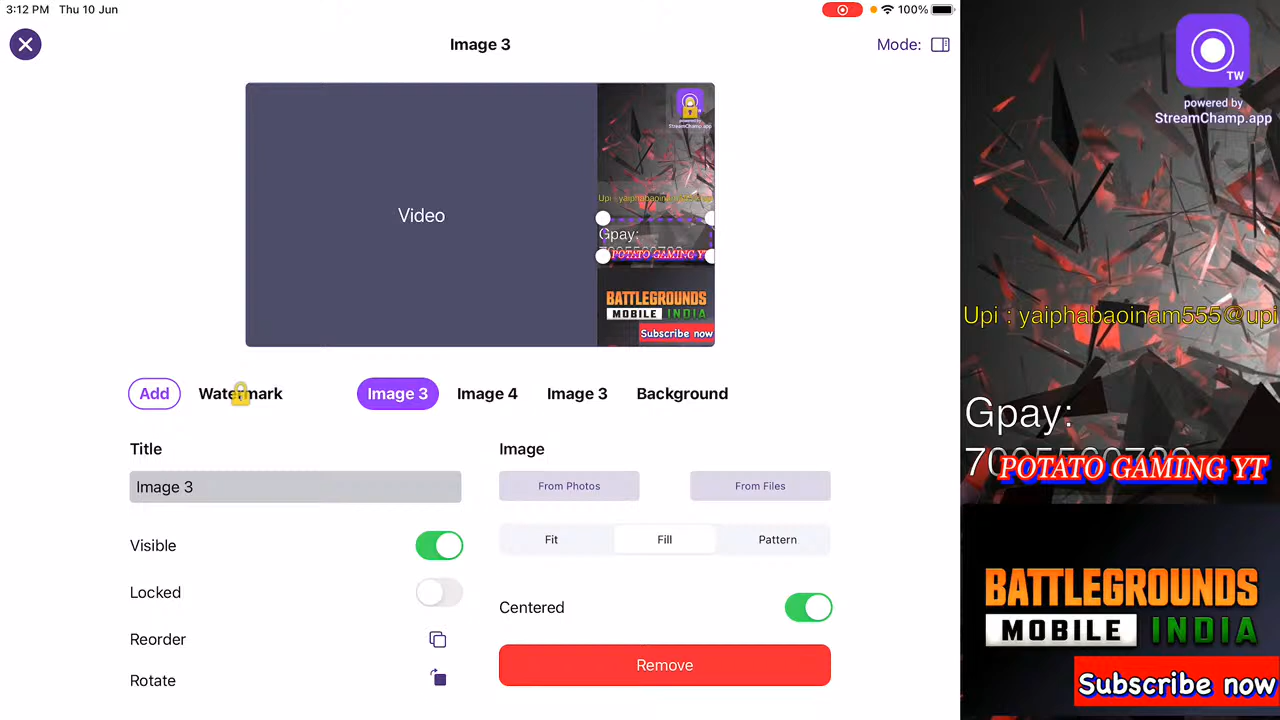 3:12 PM Thu 10 Jun
100%
Image 3
Mode:
Video
powered by
StreamChamp.app
Upi : yaiphabaoinam
Gpay:
POTATO GAMING YT
BATTLEGROUNDS
MOBILE INDIA
Subscribe now
Add
Watermark
Image 3
Image 4
Image 3
Background
Title
Image 3
Visible
Locked
Reorder
Rotate
Image
From Photos
From Files
Fit
Fill
Pattern
Centered
Remove
TW
powered by
StreamChamp.app
Upi : yaiphabaoinam555@upi
Gpay:
POTATO GAMING YT
BATTLEGROUNDS
MOBILE INDIA
Subscribe now